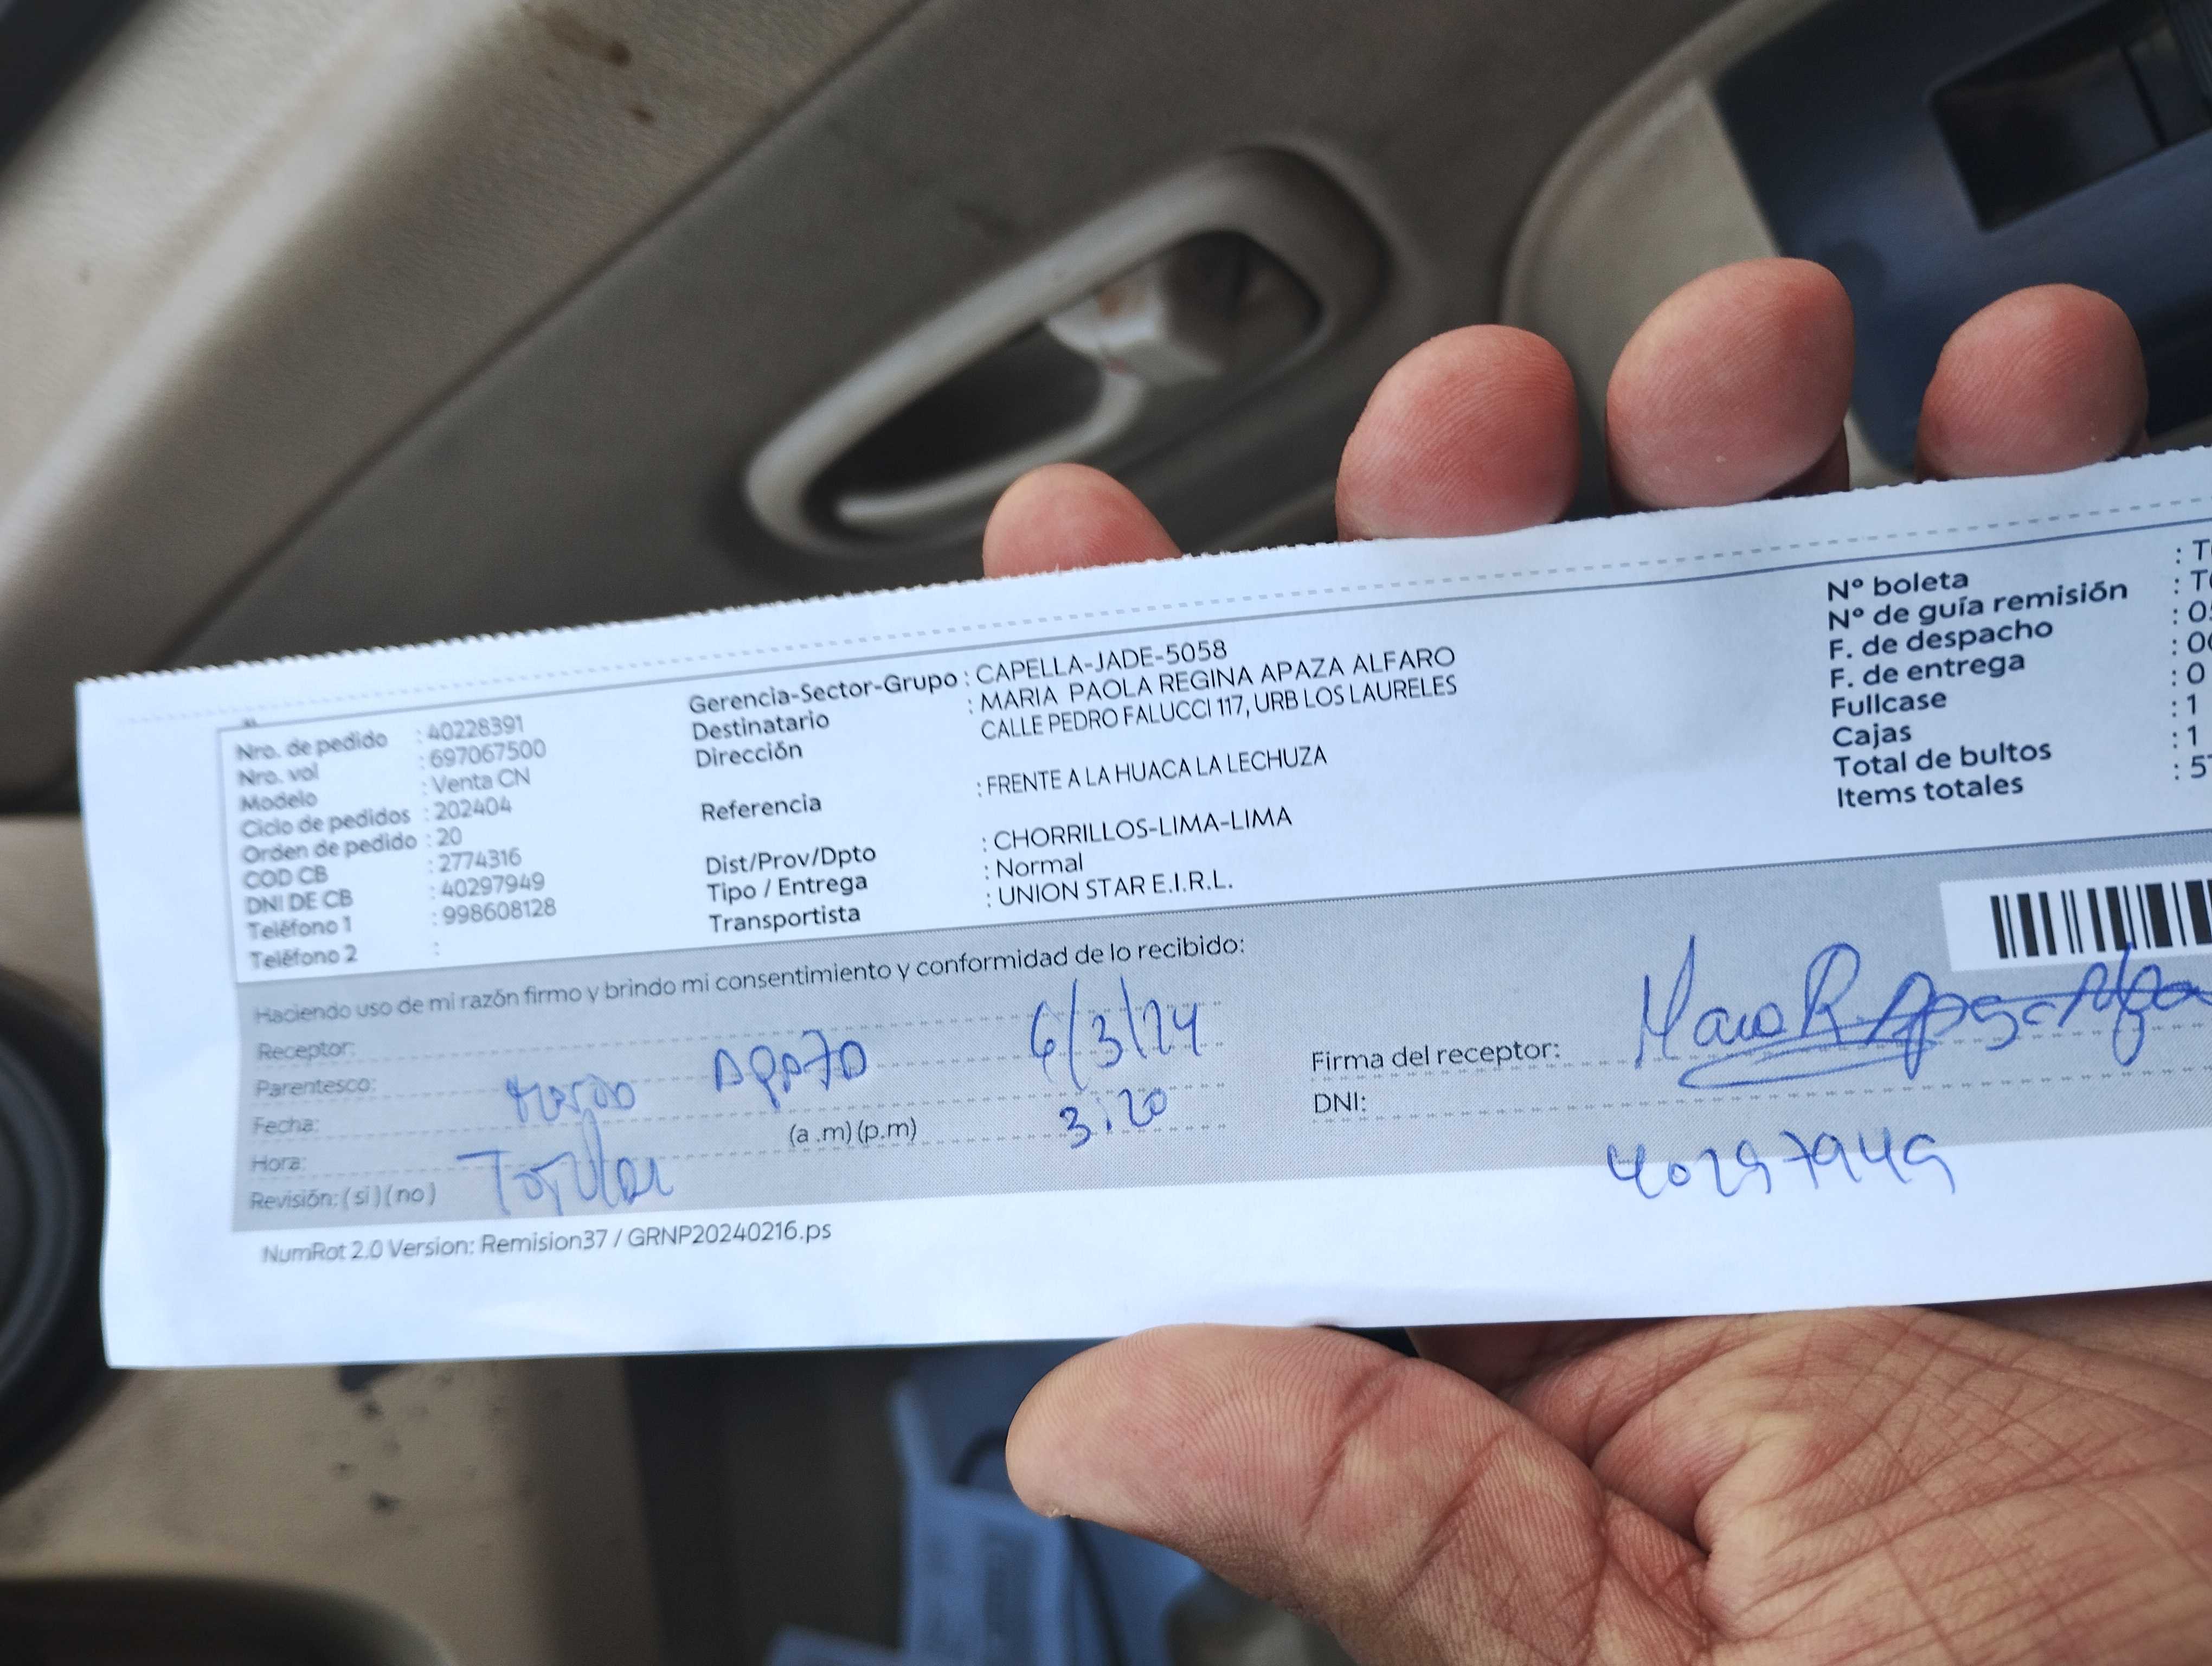 Nro. de pedido : 40228391
Nro. vol : 697067500
Modelo : Venta CN
Ciclo de pedidos : 202404
Orden de pedido : 20
COD CB : 2774316
DNI DE CB : 40297949
Teléfono 1 : 998608128
Teléfono 2 :
Gerencia-Sector-Grupo : CAPELLA-JADE-5058
Destinatario : MARIA PAOLA REGINA APAZA ALFARO
Dirección CALLE PEDRO FALUCCI 117, URB LOS LAURELES
Referencia : FRENTE A LA HUACA LA LECHUZA
Dist/Prov/Dpto : CHORRILLOS-LIMA-LIMA
Tipo / Entrega : Normal
Transportista : UNION STAR E.I.R.L.
Nº boleta
Nº de guía remisión
F. de despacho
F. de entrega
Fullcase : 0
Cajas : 1
Total de bultos : 1
Items totales
Haciendo uso de mi razón firmo y brindo mi consentimiento y conformidad de lo recibido:
Receptor:
Parentesco:
Fecha:
Hora: (a .m) (p.m)
Revisión: ( si ) ( no )
6/3/24
3:20
Firma del receptor:
DNI:
40297949
NumRot 2.0 Version: Remision37 / GRNP20240216.ps